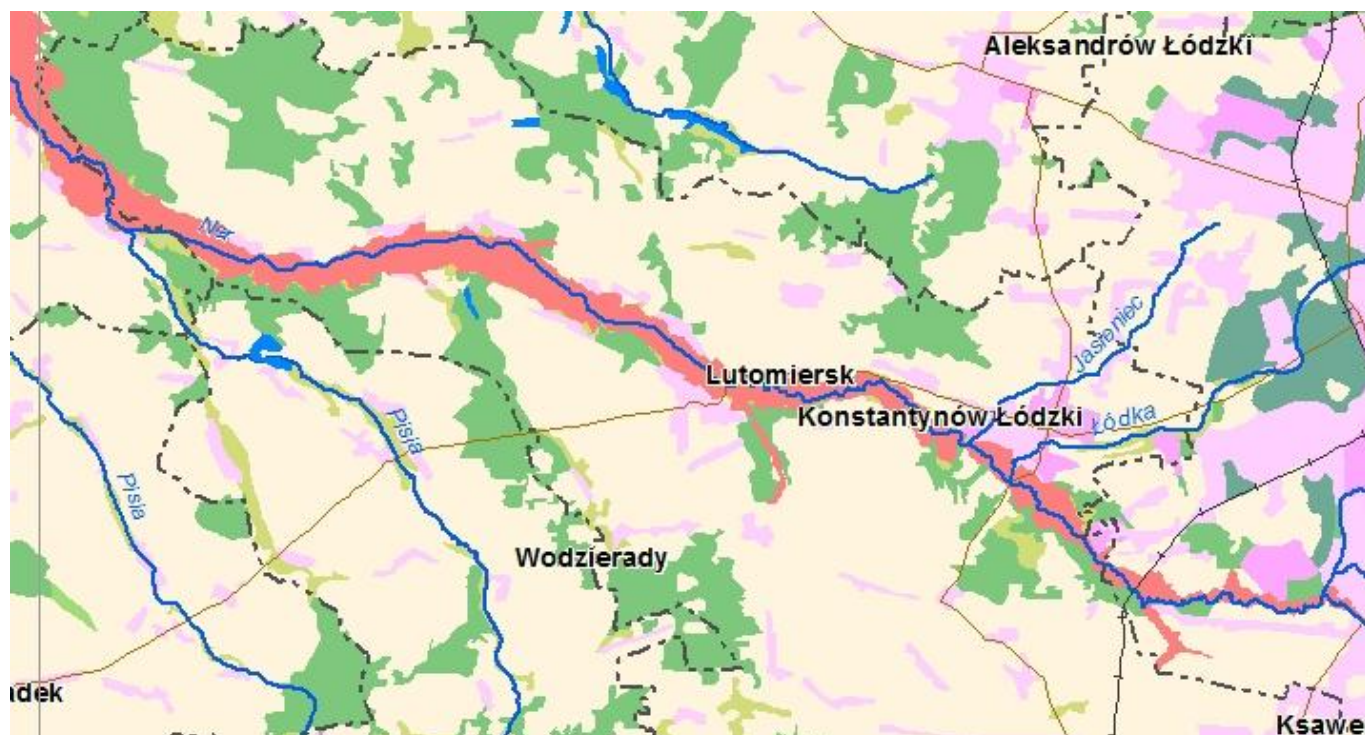 Aleksandrów Łódzki
Ner
Jasieniec
Lutomiersk
Konstantynów Łódzki
Łódka
Pisia
Pisia
Wodzierady
adek
Ksawe